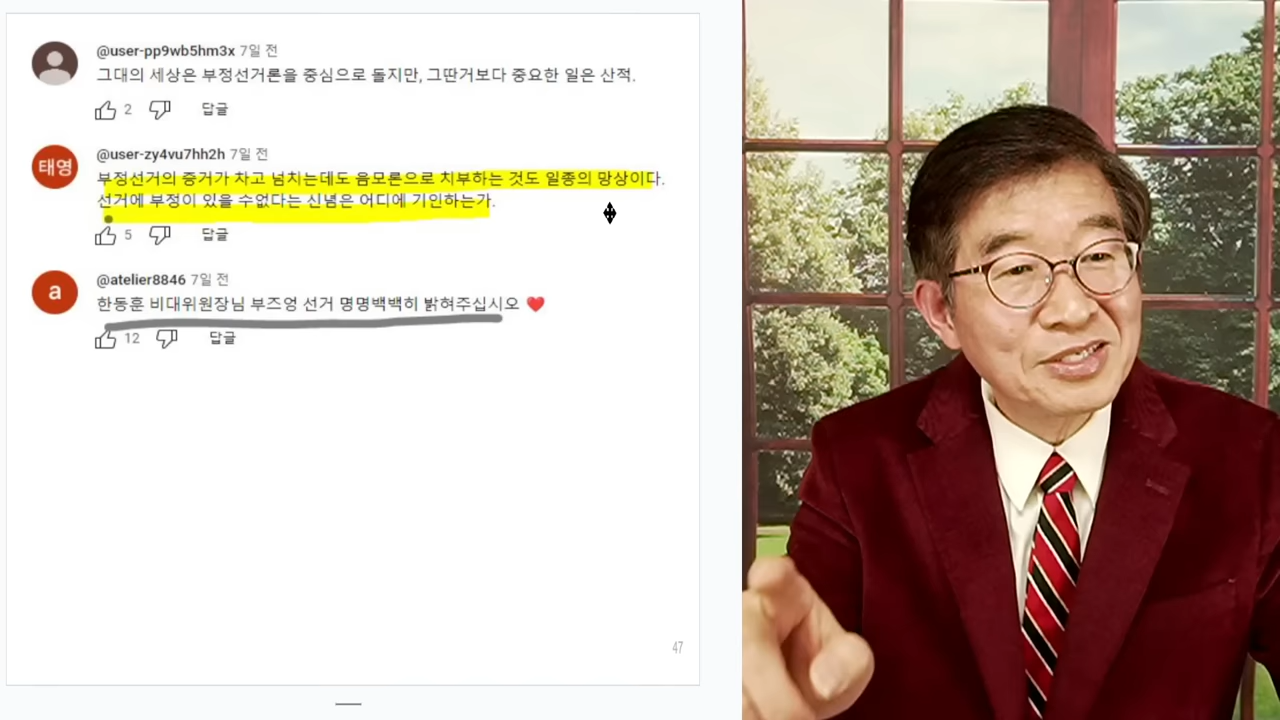 @user-pp9wb5hm3x 7일 전
그대의 세상은 부정선거론을 중심으로 돌지만, 그딴거보다 중요한 일은 산적.
2 답글
태영
@user-zy4vu7hh2h 7일 전
부정선거의 증거가 차고 넘치는데도 음모론으로 치부하는 것도 일종의 망상이다.
선거에 부정이 있을 수없다는 신념은 어디에 기인하는가.
5 답글
a
@atelier8846 7일 전
한동훈 비대위원장님 부즈엉 선거 명명백백히 밝혀주십시오 ❤️
12 답글
47